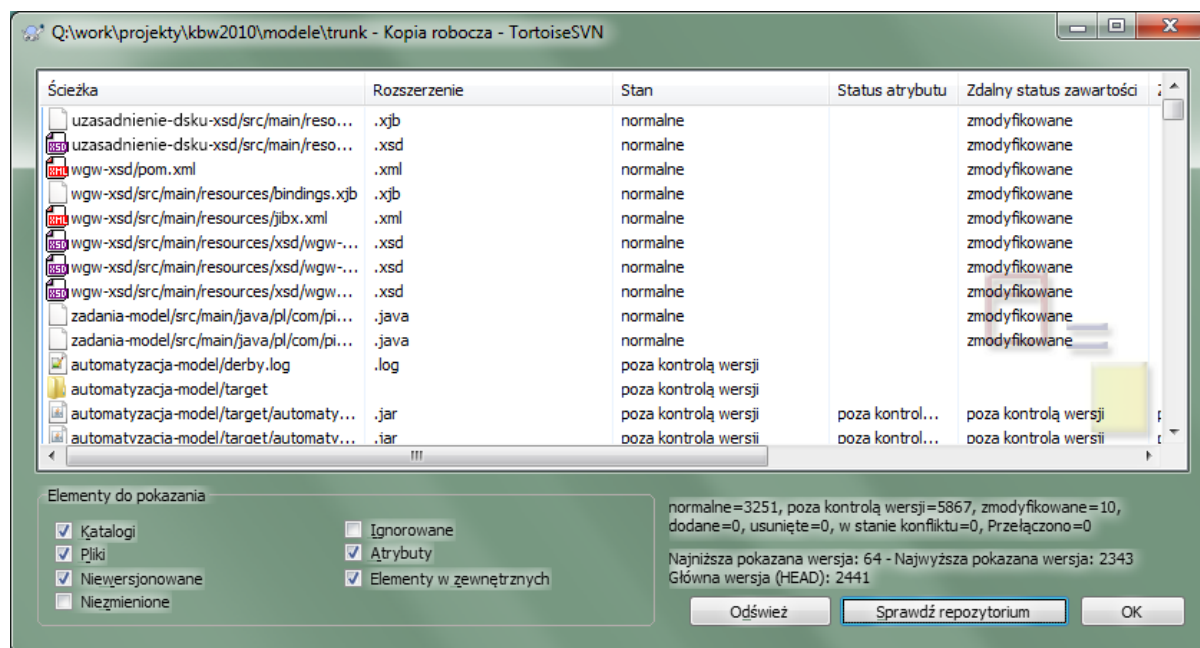 Q:\work\projekty\kbw2010\modele\trunk - Kopia robocza - TortoiseSVN
Ścieżka Rozszerzenie Stan Status atrybutu Zdalny status zawartości
uzasadnienie-dsku-xsd/src/main/reso... .xjb normalne zmodyfikowane
XSD uzasadnienie-dsku-xsd/src/main/reso... .xsd normalne zmodyfikowane
XML wgw-xsd/pom.xml .xml normalne zmodyfikowane
wgw-xsd/src/main/resources/bindings.xjb .xjb normalne zmodyfikowane
XML wgw-xsd/src/main/resources/jibx.xml .xml normalne zmodyfikowane
XSD wgw-xsd/src/main/resources/xsd/wgw-... .xsd normalne zmodyfikowane
XSD wgw-xsd/src/main/resources/xsd/wgw-... .xsd normalne zmodyfikowane
XSD wgw-xsd/src/main/resources/xsd/wgw... .xsd normalne zmodyfikowane
zadania-model/src/main/java/pl/com/pi... .java normalne zmodyfikowane
zadania-model/src/main/java/pl/com/pi... .java normalne zmodyfikowane
automatyzacja-model/derby.log .log poza kontrolą wersji
automatyzacja-model/target poza kontrolą wersji
automatyzacja-model/target/automaty... .jar poza kontrolą wersji poza kontrol... poza kontrolą wersji
automatyzacja-model/target/automaty... .jar poza kontrolą wersji poza kontrol... poza kontrolą wersji
Elementy do pokazania
Katalogi Ignorowane
Pliki Atrybuty
Niewersjonowane Elementy w zewnętrznych
Niezmienione
normalne=3251, poza kontrolą wersji=5867, zmodyfikowane=10,
dodane=0, usunięte=0, w stanie konfliktu=0, Przełączono=0
Najniższa pokazana wersja: 64 - Najwyższa pokazana wersja: 2343
Główna wersja (HEAD): 2441
Odśwież Sprawdź repozytorium OK